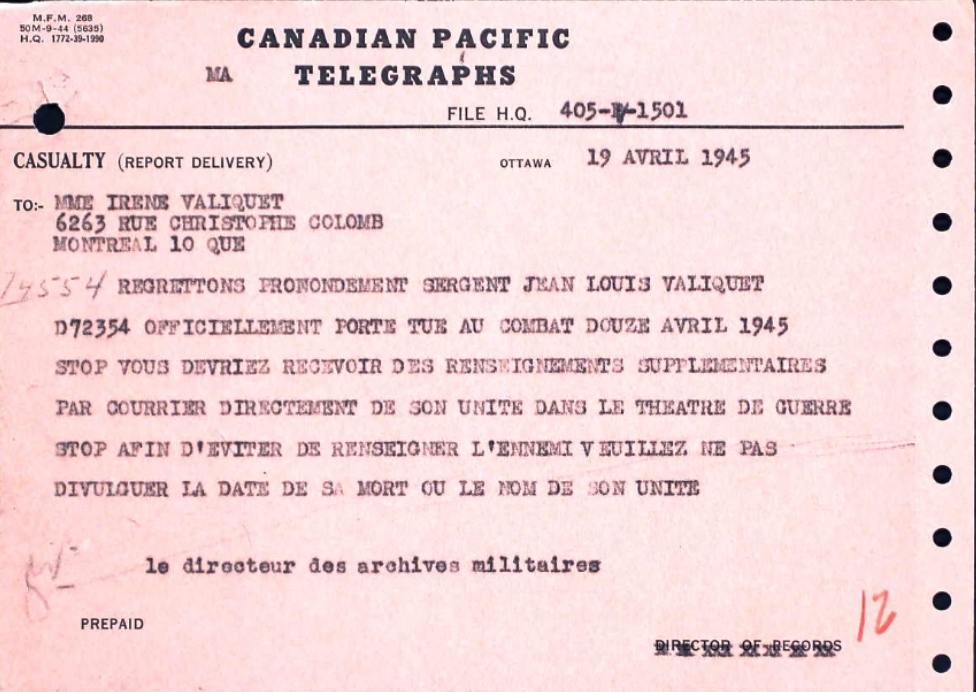 M.F.M. 268
50M-9-44 (5635)
H.Q. 1772-39-1990
CANADIAN PACIFIC
MA TELEGRAPHS
FILE H.Q. 405-V-1501
CASUALTY (REPORT DELIVERY) OTTAWA 19 AVRIL 1945
TO:- MME IRENE VALIQUET
6263 RUE CHRISTOPHE COLOMB
MONTREAL 10 QUE
14554 REGRETTONS PROMONDEMENT SERGENT JEAN LOUIS VALIQUET
D72354 OFFICIELLEMENT PORTE TUE AU COMBAT DOUZE AVRIL 1945
STOP VOUS DEVRIEZ RECEVOIR DES RENSEIGNEMENTS SUPPLEMENTAIRES
PAR COURRIER DIRECTEMENT DE SON UNITE DANS LE THEATRE DE GUERRE
STOP AFIN D'EVITER DE RENSEIGNER L'ENNEMI VEUILLEZ NE PAS
DIVULGUER LA DATE DE SA MORT OU LE NOM DE SON UNITE
le directeur des archives militaires
PREPAID
DIRECTOR OF RECORDS
12